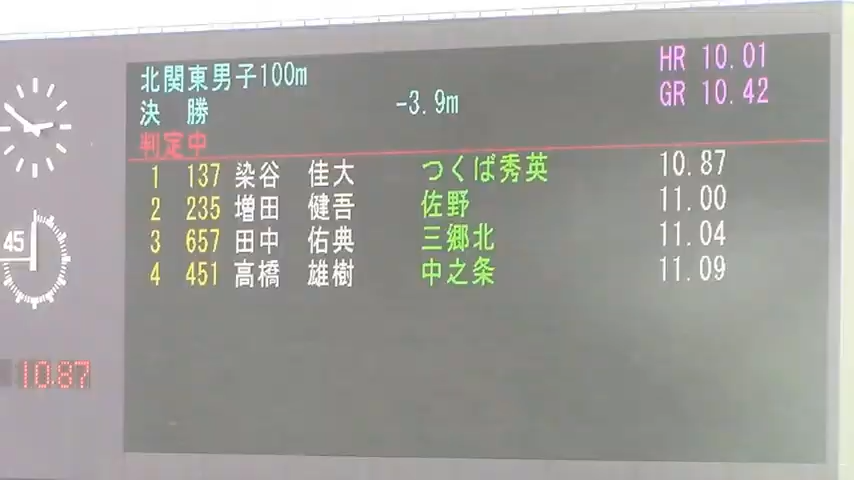 北関東男子100m HR 10.01
決 勝 -3.9m GR 10.42
判定中
1 137 染谷 佳大 つくば秀英 10.87
2 235 増田 健吾 佐野 11.00
3 657 田中 佑典 三郷北 11.04
4 451 高橋 雄樹 中之条 11.09
45
10.87